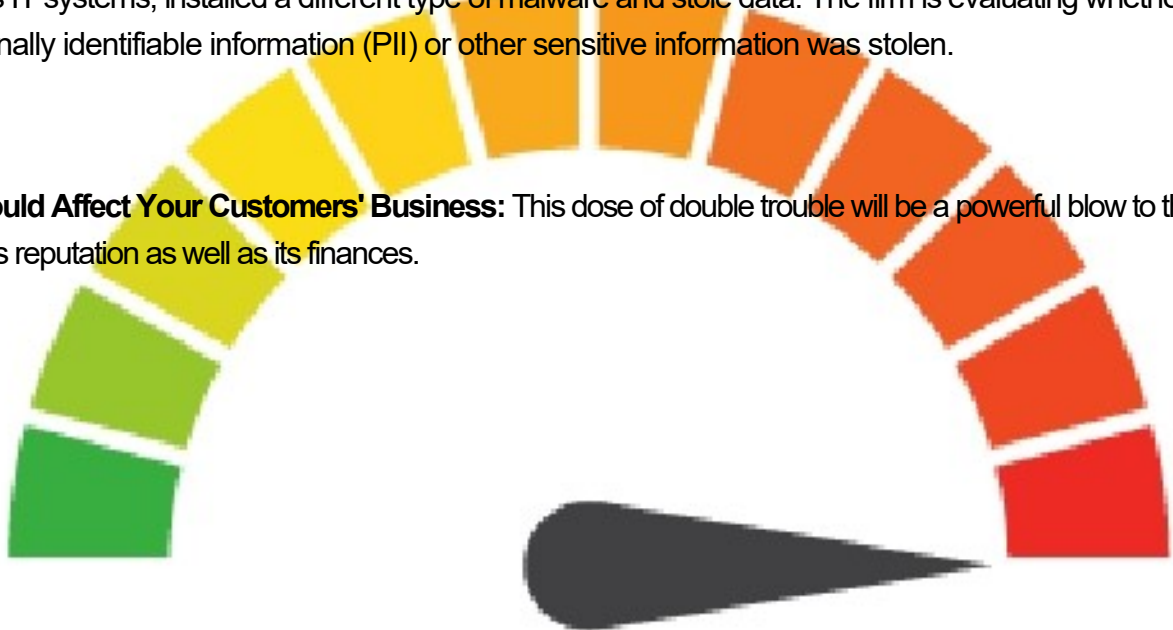 IT systems, installed a different type of malware and stole data. The firm is evaluating
nally identifiable information (PII) or other sensitive information was stolen.
ould Affect Your Customers' Business: This dose of double trouble will be a powerful blow to
s reputation as well as its finances.